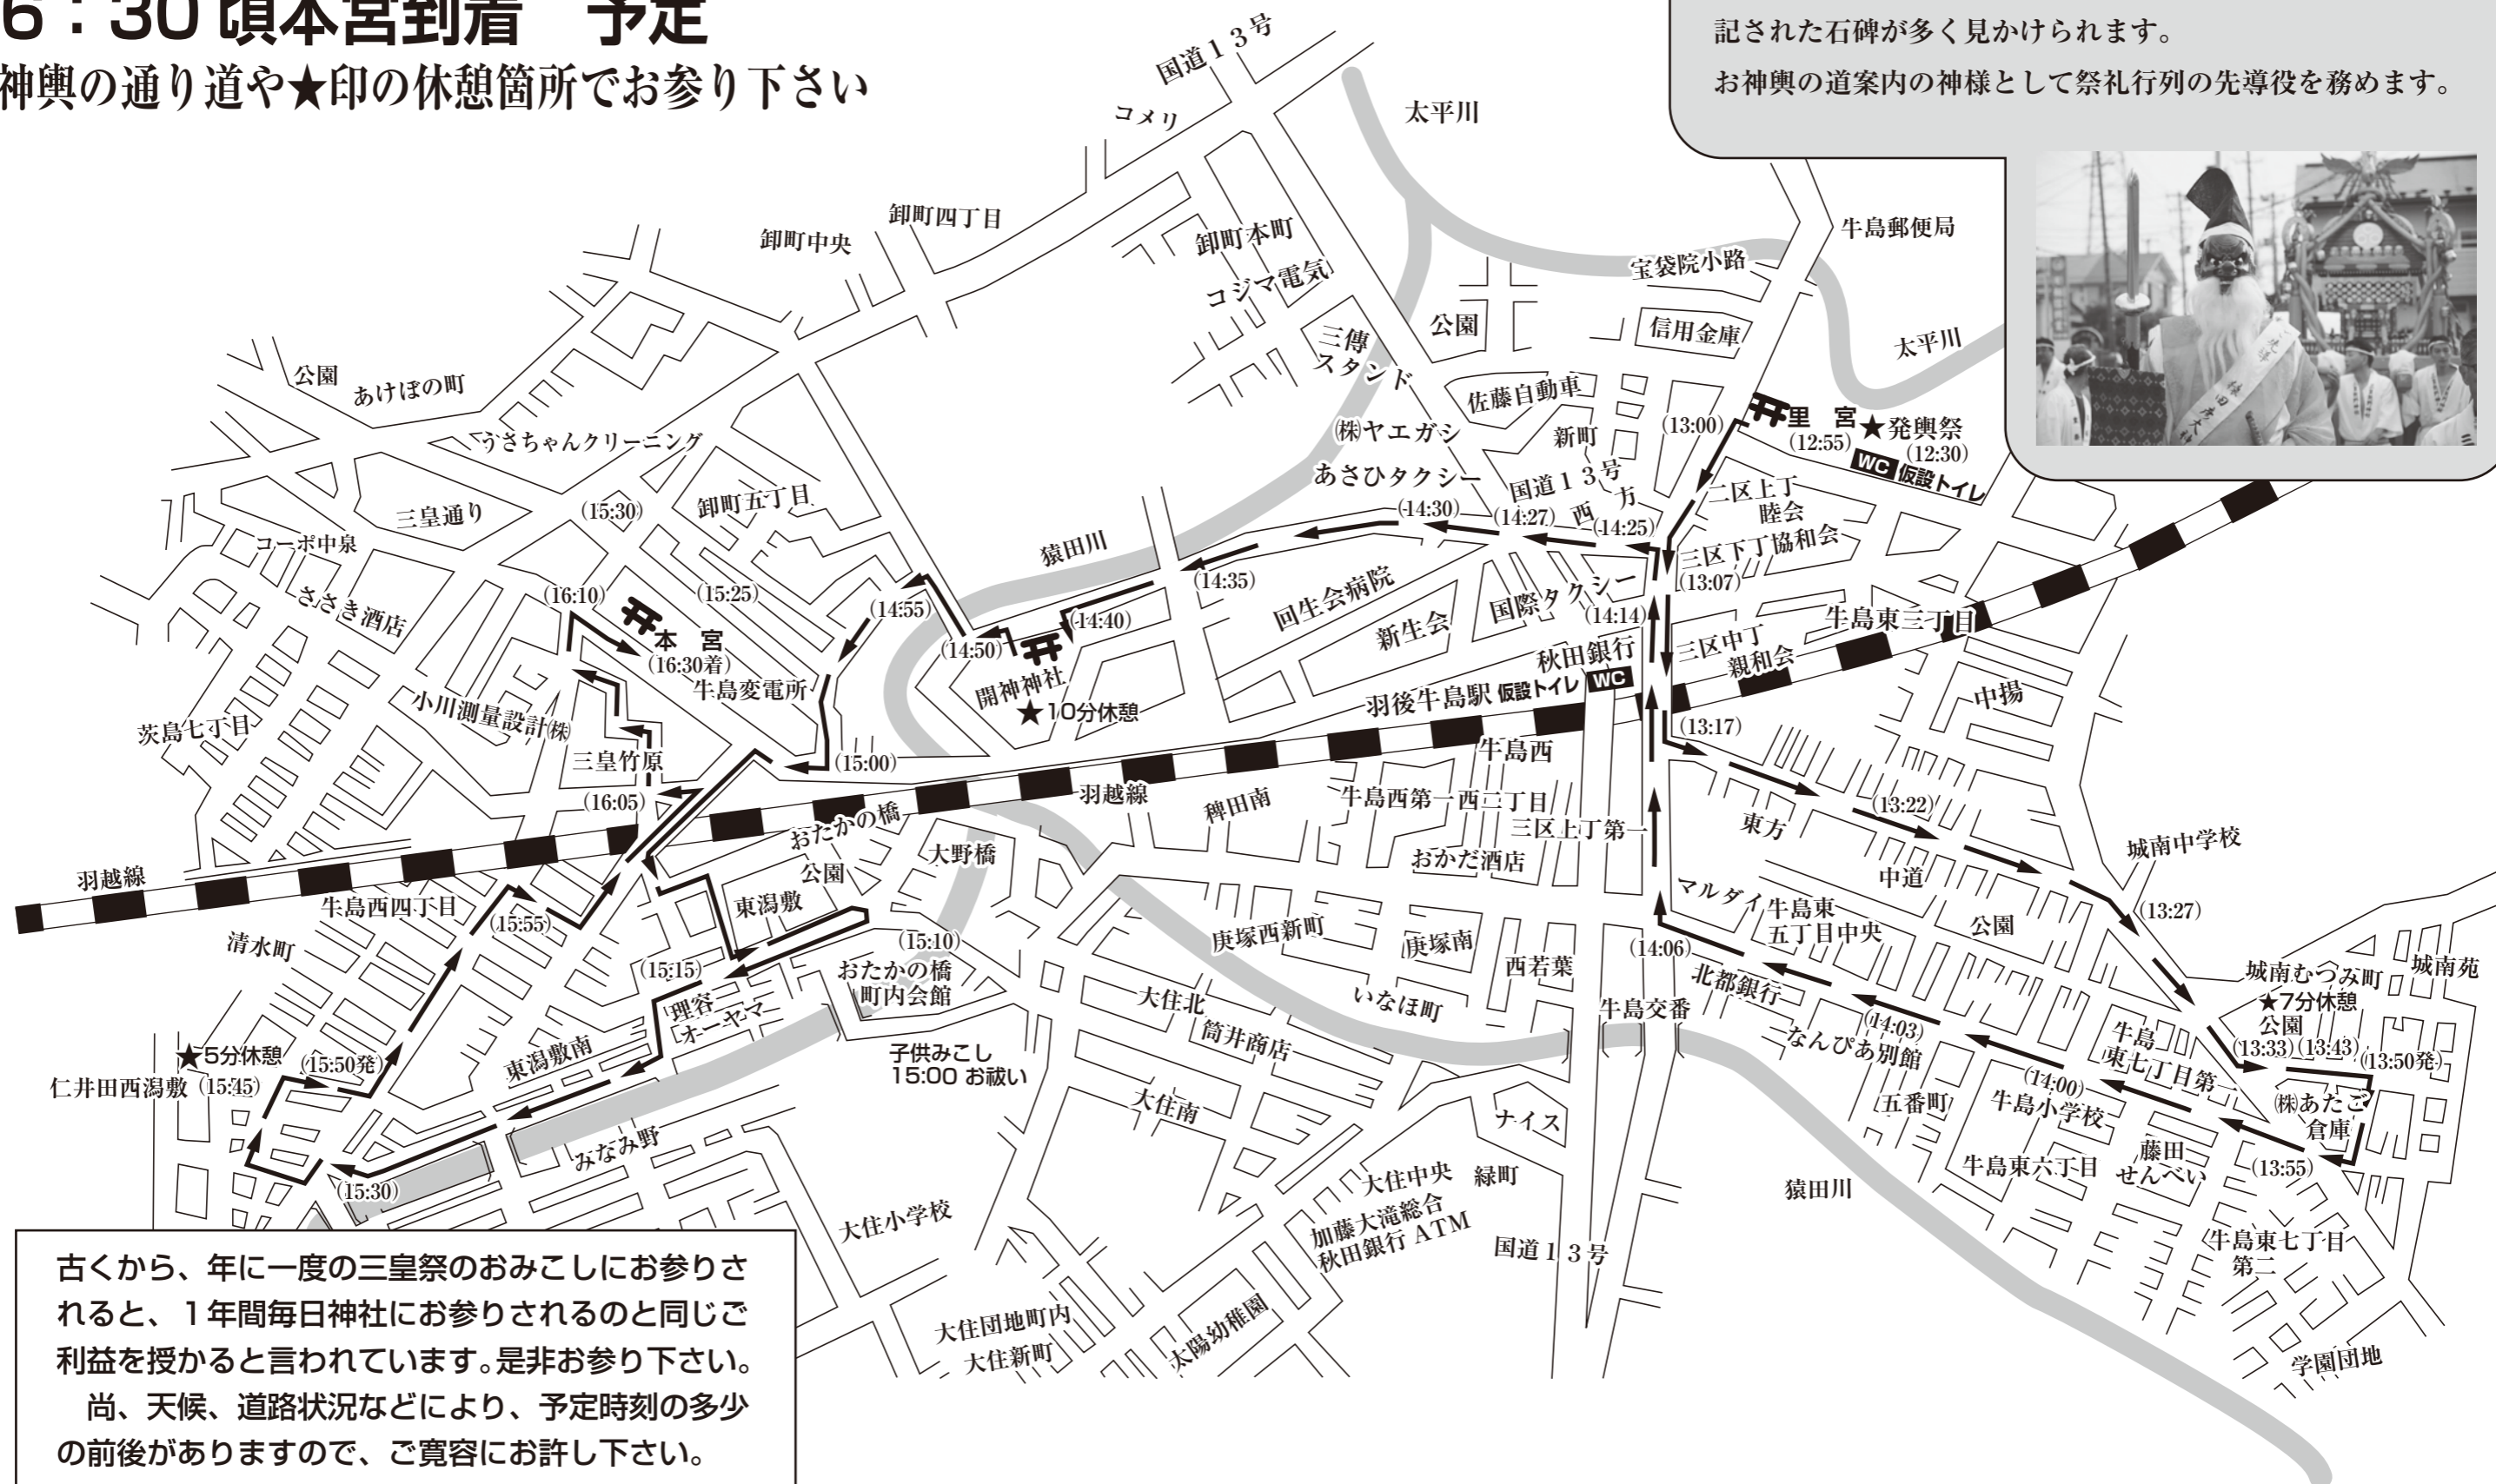 6：30 頃本宮到着　予定
神輿の通り道や★印の休憩箇所でお参り下さい
記された石碑が多く見かけられます。
お神輿の道案内の神様として祭礼行列の先導役を務めます。
国道１３号
コメリ
太平川
卸町四丁目
卸町中央
卸町本町
コジマ電気
牛島郵便局
宝袋院小路
公園
信用金庫
太平川
三傳
スタンド
公園
あけぼの町
佐藤自動車
うさちゃんクリーニング
㈱ヤエガシ
新町
(13:00)
里　宮
(12:55)
★発輿祭
(12:30)
WC 仮設トイレ
あさひタクシー
国道１３号
西方
二区上丁
睦会
三皇通り
(15:30)
卸町五丁目
(14:30)
(14:27)
(14:25)
コーポ中泉
猿田川
三区下丁協和会
(13:07)
(14:35)
回生会病院
国際タクシー
(14:14)
ささき酒店
(16:10)
(15:25)
(14:55)
(14:40)
新生会
牛島東三丁目
本　宮
(16:30着)
(14:50)
三区中丁
親和会
秋田銀行
牛島変電所
開神神社
★10分休憩
羽後牛島駅 仮設トイレ WC
中揚
小川測量設計㈱
茨島七丁目
(13:17)
三皇竹原
(15:00)
牛島西
(16:05)
羽越線
稗田南
牛島西第一西二丁目
(13:22)
おたかの橋
三区上丁第一
東方
大野橋
おかだ酒店
城南中学校
公園
中道
羽越線
マルダイ
牛島西四丁目
東潟敷
牛島東
五丁目中央
公園
(13:27)
(15:55)
清水町
(15:10)
庚塚西新町
庚塚南
(14:06)
(15:15)
おたかの橋
町内会館
西若葉
北都銀行
城南むつみ町
城南苑
★7分休憩
公園
理容
オーヤマ
大住北
いなほ町
牛島交番
(14:03)
筒井商店
なんぴあ別館
牛島
東七丁目第一
(13:33)
(13:43)
(13:50発)
★5分休憩
(15:50発)
東潟敷南
子供みこし
15:00 お祓い
仁井田西潟敷
(15:45)
(14:00)
大住南
五番町
牛島小学校
㈱あたご
倉庫
ナイス
みなみ野
藤田
せんべい
(13:55)
牛島東六丁目
(15:30)
大住中央
緑町
猿田川
大住小学校
加藤大滝総合
秋田銀行 ATM
国道１３号
牛島東七丁目
第二
大住団地町内
大住新町
太陽幼稚園
学園団地
古くから、年に一度の三皇祭のおみこしにお参りさ
れると、１年間毎日神社にお参りされるのと同じご
利益を授かると言われています。是非お参り下さい。
　尚、天候、道路状況などにより、予定時刻の多少
の前後がありますので、ご寛容にお許し下さい。